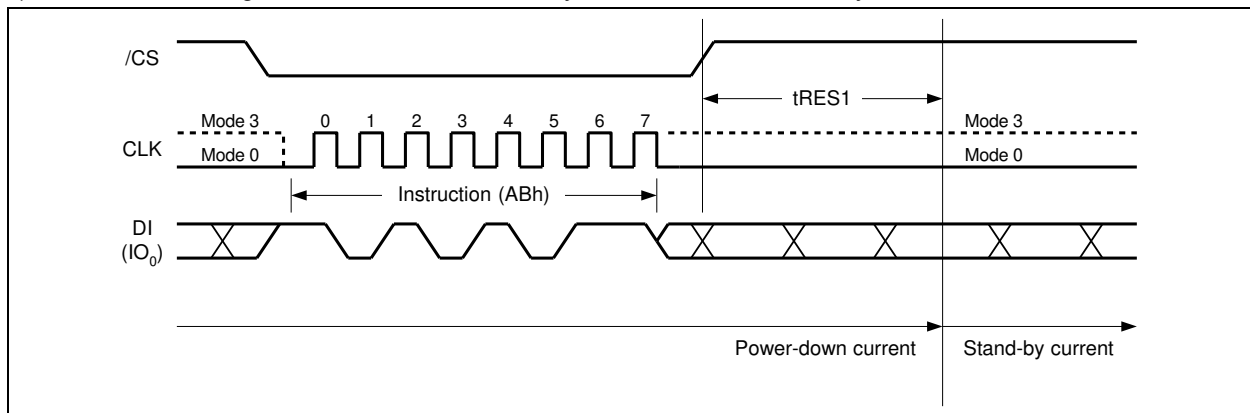 /CS
tRES1
Mode 3 0 1 2 3 4 5 6 7 Mode 3
CLK
Mode 0 Mode 0
Instruction (ABh)
DI
(IO0)
Power-down current Stand-by current